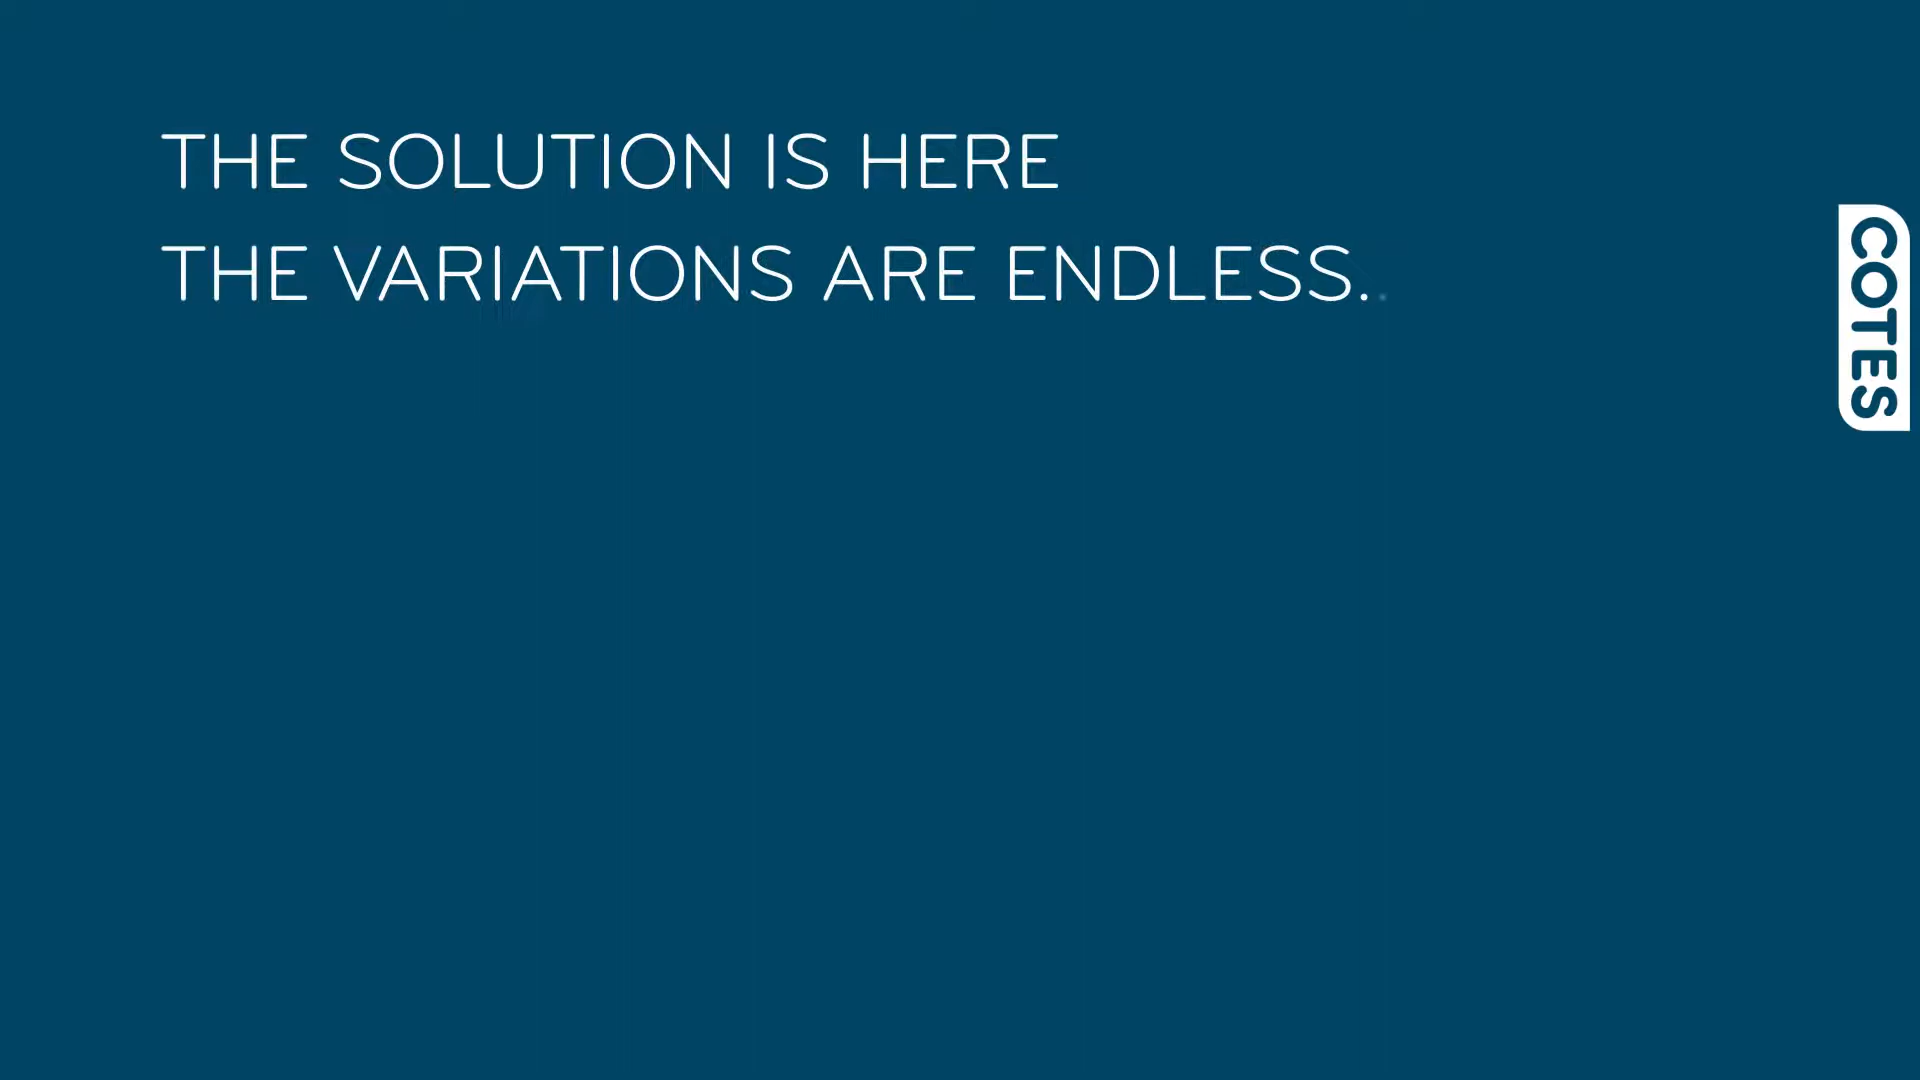 THE SOLUTION IS HERE
THE VARIATIONS ARE ENDLESS..
COTES